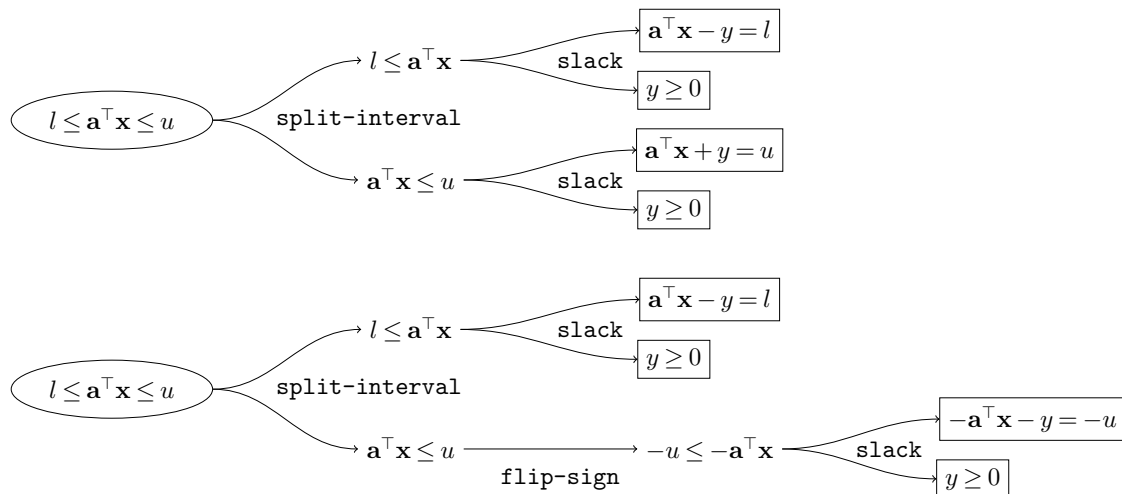 𝐚⊤𝐱 − y = l
l ≤ 𝐚⊤𝐱
slack
y ≥ 0
l ≤ 𝐚⊤𝐱 ≤ u
split-interval
𝐚⊤𝐱 + y = u
𝐚⊤𝐱 ≤ u
slack
y ≥ 0
𝐚⊤𝐱 − y = l
l ≤ 𝐚⊤𝐱
slack
y ≥ 0
l ≤ 𝐚⊤𝐱 ≤ u
split-interval
𝐚⊤𝐱 ≤ u
flip-sign
−u ≤ −𝐚⊤𝐱
−𝐚⊤𝐱 − y = −u
slack
y ≥ 0